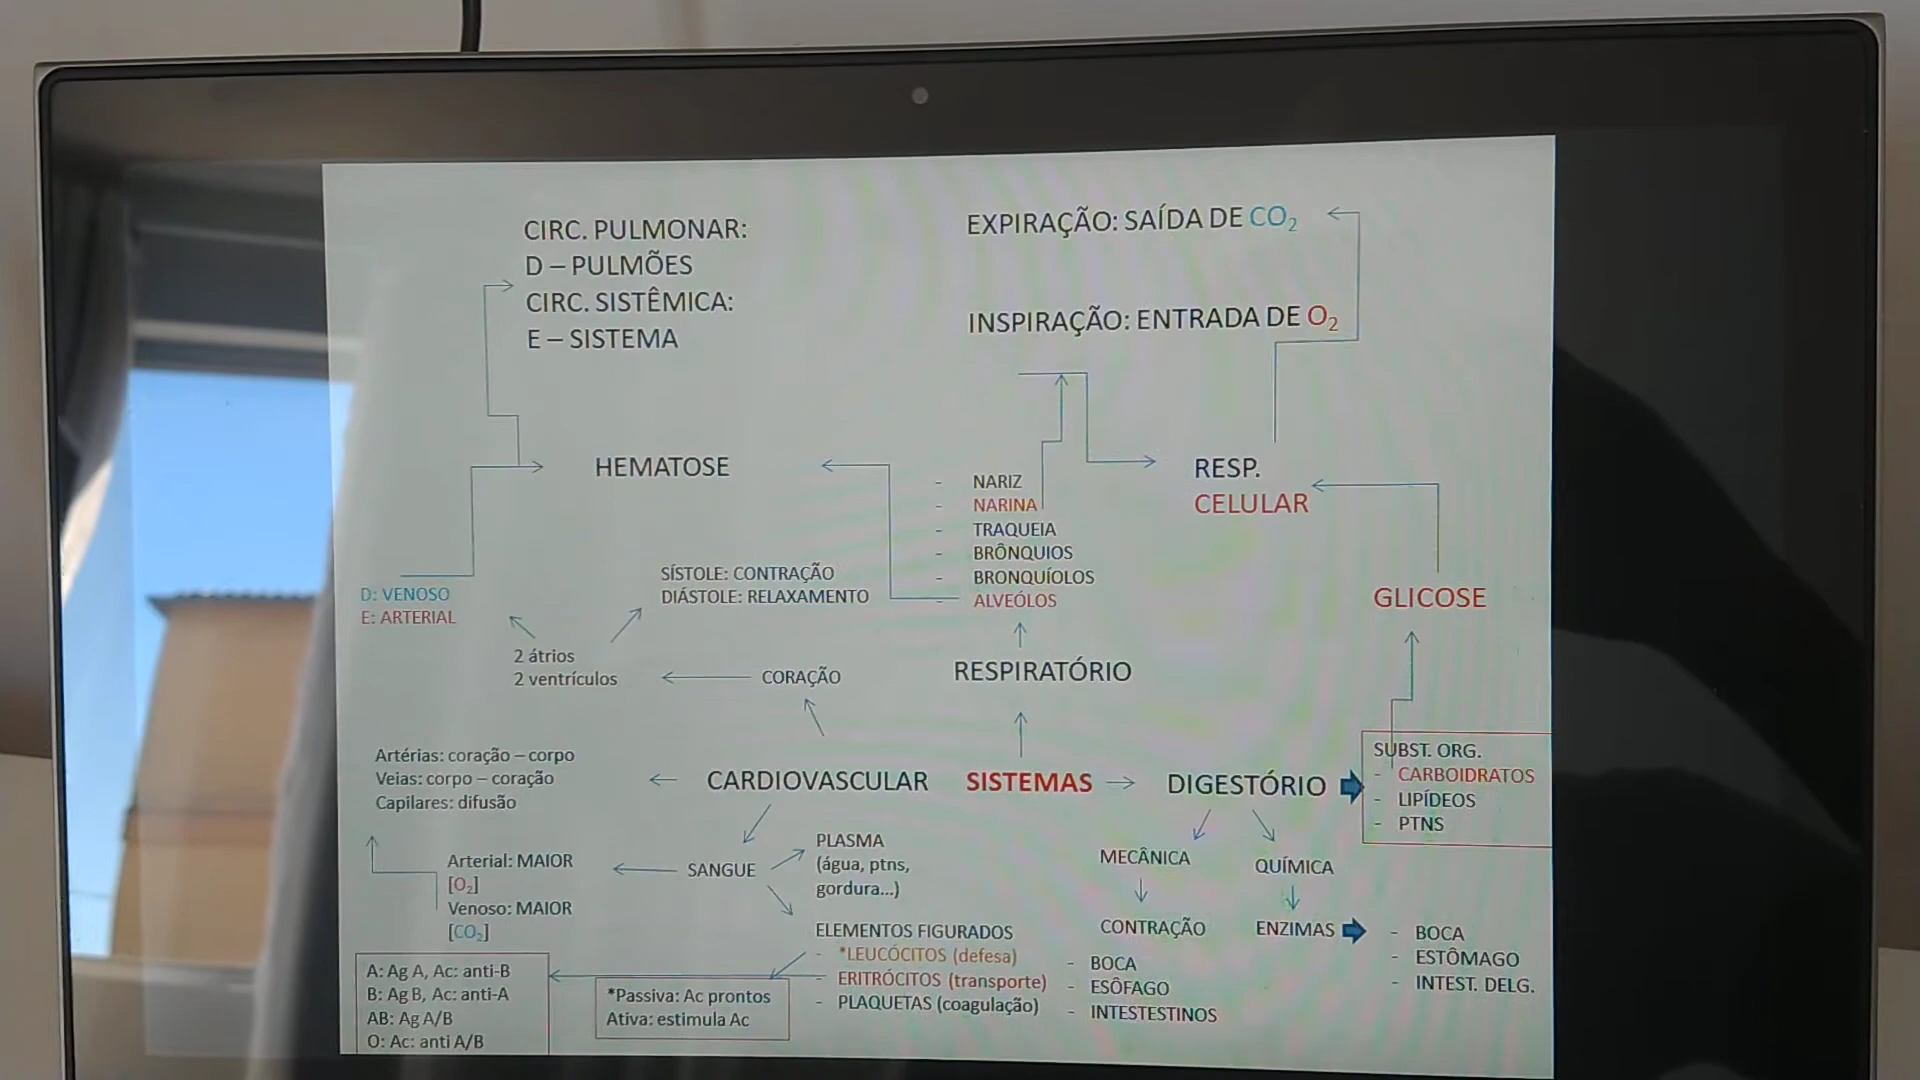 CIRC. PULMONAR:
D – PULMÕES
CIRC. SISTÊMICA:
E – SISTEMA
EXPIRAÇÃO: SAÍDA DE CO₂
INSPIRAÇÃO: ENTRADA DE O₂
HEMATOSE
- NARIZ
- NARINA
- TRAQUEIA
- BRÔNQUIOS
- BRONQUÍOLOS
- ALVEÓLOS
RESP.
CELULAR
SÍSTOLE: CONTRAÇÃO
DIÁSTOLE: RELAXAMENTO
D: VENOSO
E: ARTERIAL
GLICOSE
2 átrios
2 ventrículos
CORAÇÃO
RESPIRATÓRIO
Artérias: coração – corpo
Veias: corpo – coração
Capilares: difusão
CARDIOVASCULAR
SISTEMAS
DIGESTÓRIO
SUBST. ORG.
- CARBOIDRATOS
- LIPÍDEOS
- PTNS
Arterial: MAIOR
[O₂]
Venoso: MAIOR
[CO₂]
SANGUE
PLASMA
(água, ptns,
gordura...)
MECÂNICA
QUÍMICA
CONTRAÇÃO
ENZIMAS
- BOCA
- ESTÔMAGO
- INTEST. DELG.
ELEMENTOS FIGURADOS
- *LEUCÓCITOS (defesa)
- ERITRÓCITOS (transporte)
- PLAQUETAS (coagulação)
- BOCA
- ESÔFAGO
- INTESTESTINOS
A: Ag A, Ac: anti-B
B: Ag B, Ac: anti-A
AB: Ag A/B
O: Ac: anti A/B
*Passiva: Ac prontos
Ativa: estimula Ac